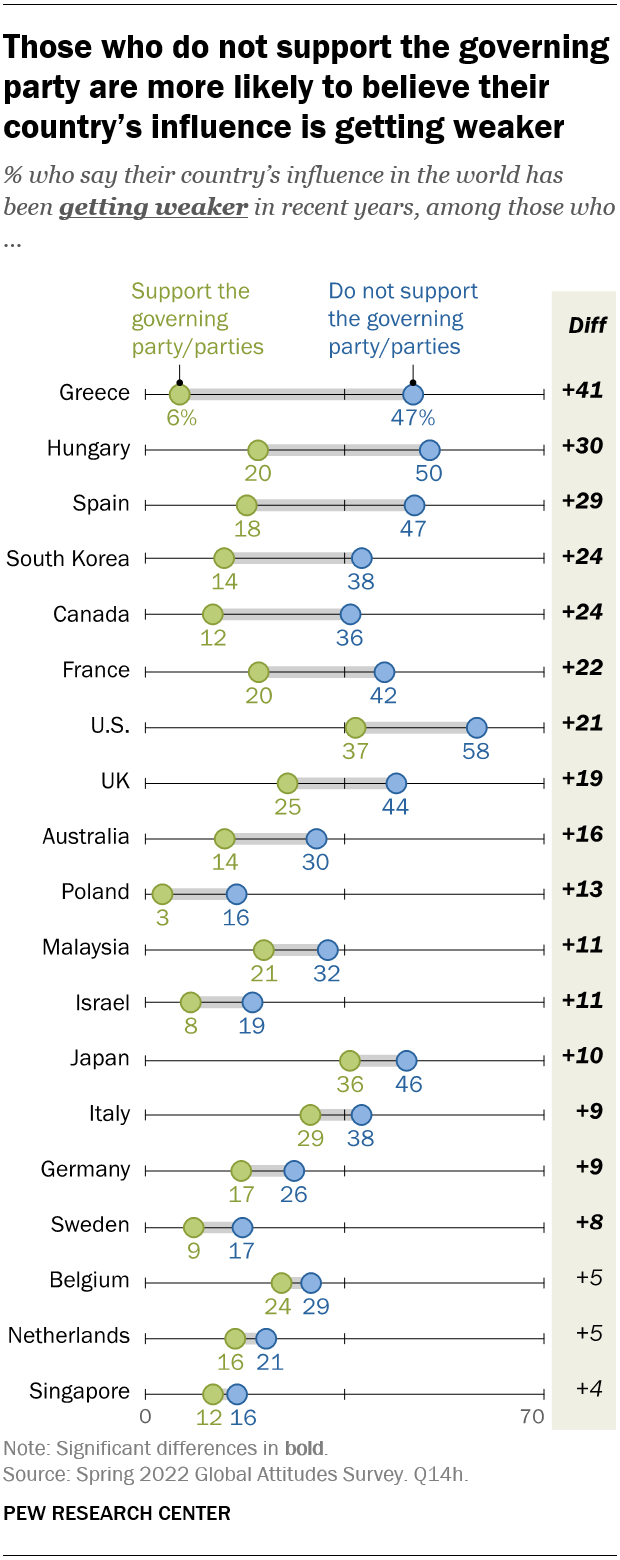 Those who do not support the governing
party are more likely to believe their
country's influence is getting weaker
% who say their country's influence in the world has
been getting weaker in recent years, among those who
...
Support the
governing
party/parties
Do not support
the governing
party/parties
Diff
Greece 6% 47% +41
Hungary 20 50 +30
Spain 18 47 +29
South Korea 14 38 +24
Canada 12 36 +24
France 20 42 +22
U.S. 37 58 +21
UK 25 44 +19
Australia 14 30 +16
Poland 3 16 +13
Malaysia 21 32 +11
Israel 8 19 +11
Japan 36 46 +10
Italy 29 38 +9
Germany 17 26 +9
Sweden 9 17 +8
Belgium 24 29 +5
Netherlands 16 21 +5
Singapore 12 16 +4
0 70
Note: Significant differences in bold.
Source: Spring 2022 Global Attitudes Survey. Q14h.
PEW RESEARCH CENTER